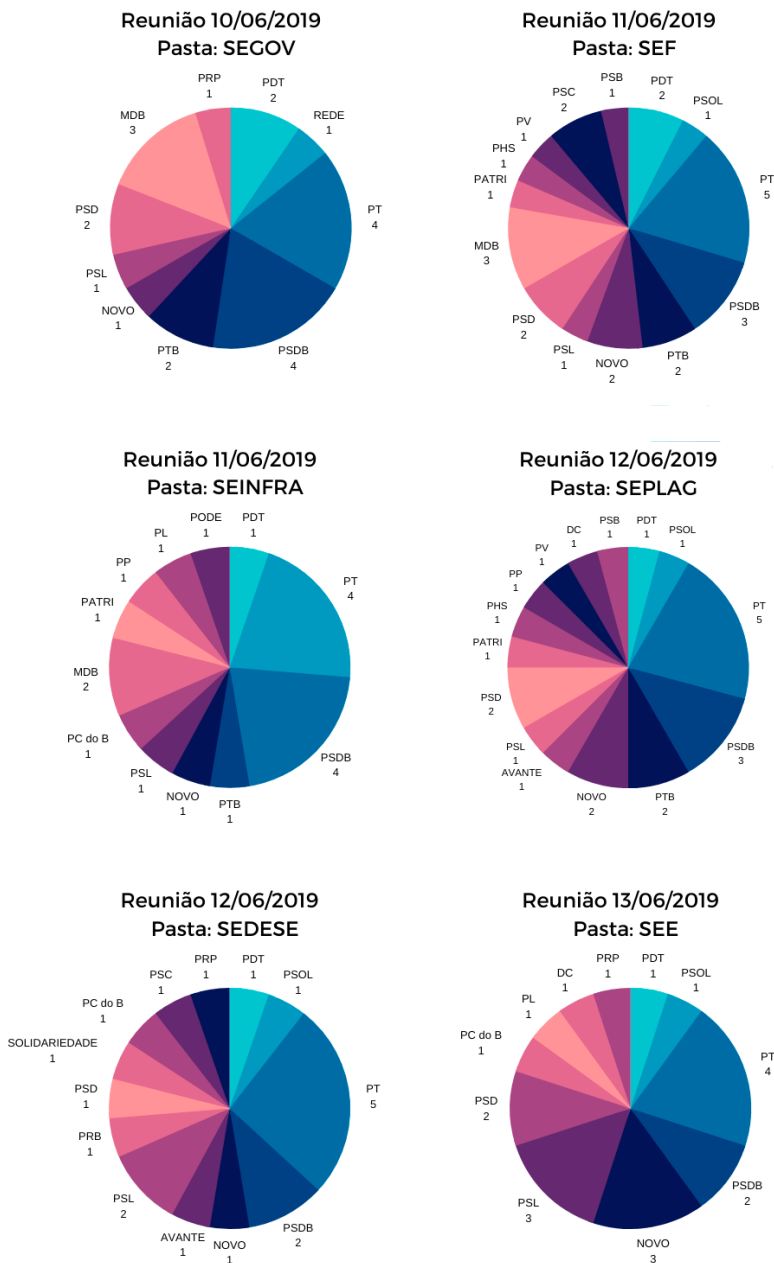 Reunião 10/06/2019
Pasta: SEGOV
PRP
1
PDT
2
REDE
1
PT
4
PSDB
4
PTB
2
NOVO
1
PSL
1
PSD
2
MDB
3
Reunião 11/06/2019
Pasta: SEF
PSB
1
PDT
2
PSOL
1
PT
5
PSDB
3
PTB
2
NOVO
2
PSL
1
PSD
2
MDB
3
PATRI
1
PHS
1
PV
1
PSC
2
Reunião 11/06/2019
Pasta: SEINFRA
PODE
1
PDT
1
PT
4
PSDB
4
PTB
1
NOVO
1
PSL
1
PC do B
1
MDB
2
PATRI
1
PP
1
PL
1
Reunião 12/06/2019
Pasta: SEPLAG
PSB
1
PDT
1
PSOL
1
PT
5
PSDB
3
PTB
2
NOVO
2
AVANTE
1
PSL
1
PSD
2
PATRI
1
PHS
1
PP
1
PV
1
DC
1
Reunião 12/06/2019
Pasta: SEDESE
PRP
1
PDT
1
PSOL
1
PT
5
PSDB
2
NOVO
1
AVANTE
1
PSL
2
PRB
1
PSD
1
SOLIDARIEDADE
1
PC do B
1
PSC
1
Reunião 13/06/2019
Pasta: SEE
PRP
1
PDT
1
PSOL
1
PT
4
PSDB
2
NOVO
3
PSL
3
PSD
2
PC do B
1
PL
1
DC
1